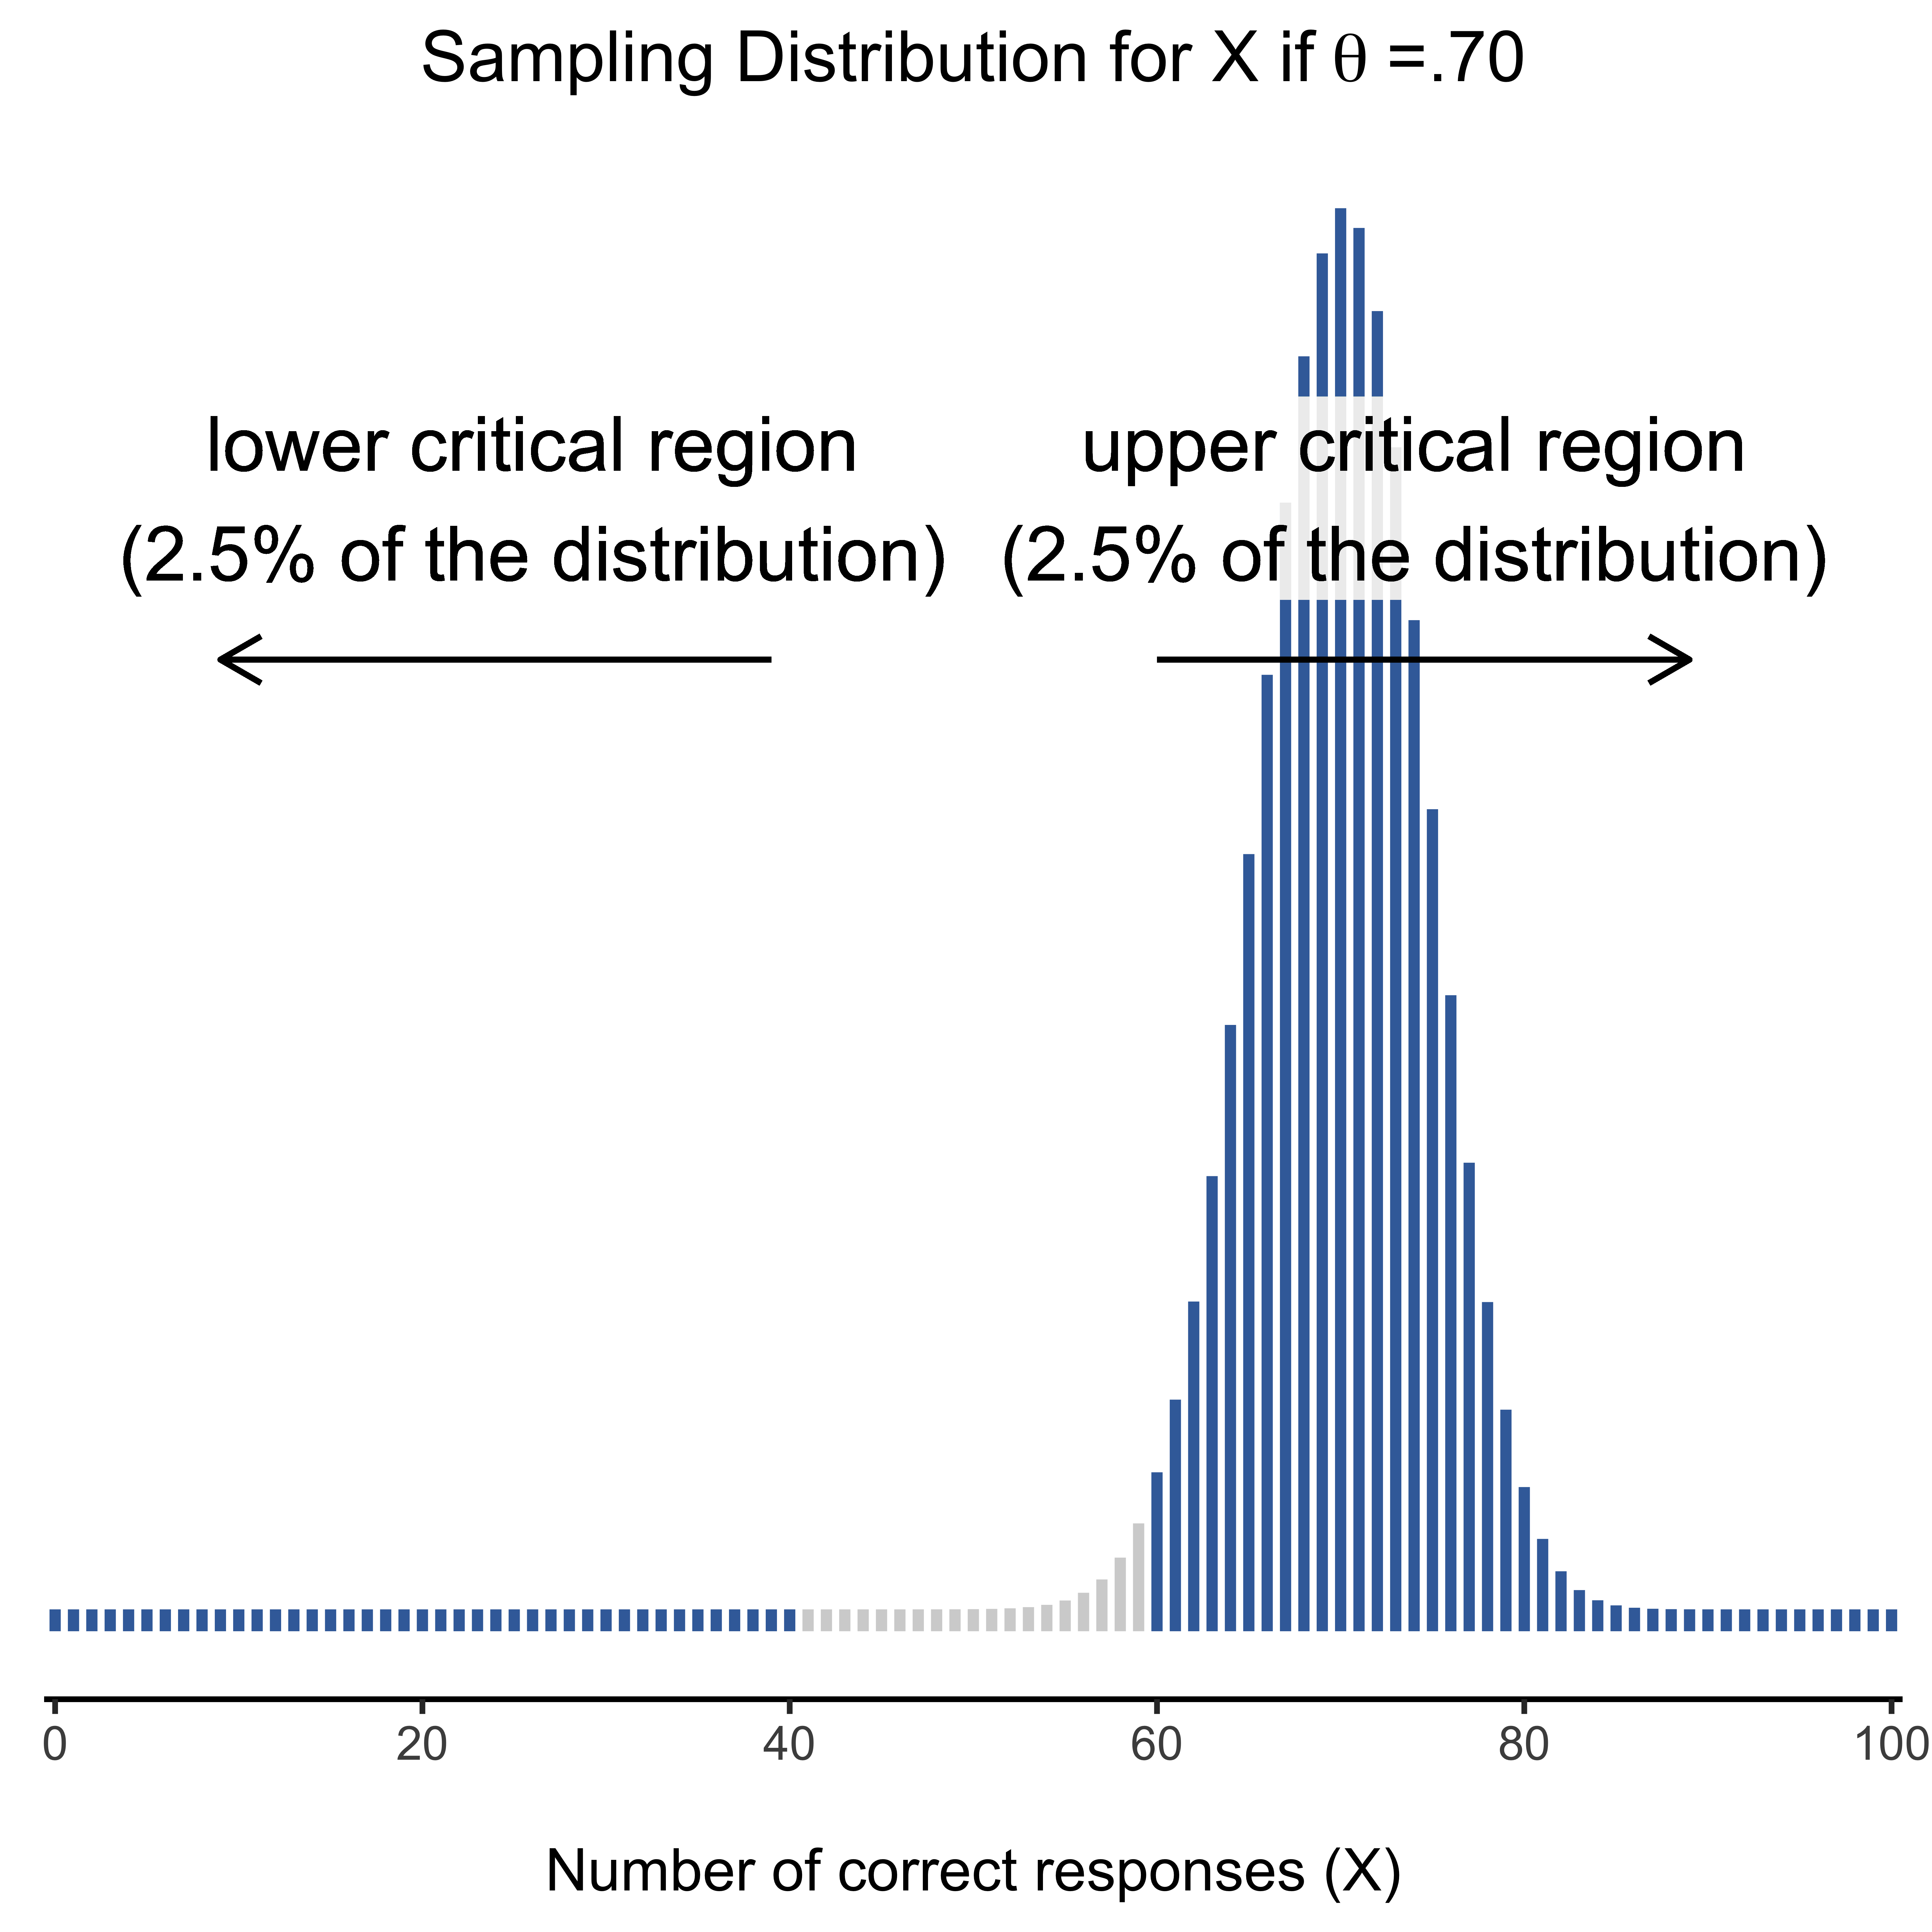 Sampling Distribution for X if θ =.70
lower critical region
(2.5% of the distribution)
upper critical region
(2.5% of the distribution)
0 20 40 60 80 100
Number of correct responses (X)